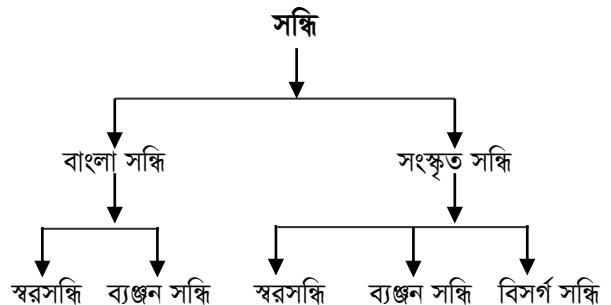 সন্ধি
বাংলা সন্ধি সংস্কৃত সন্ধি
স্বরসন্ধি ব্যঞ্জন সন্ধি স্বরসন্ধি ব্যঞ্জন সন্ধি বিসর্গ সন্ধি